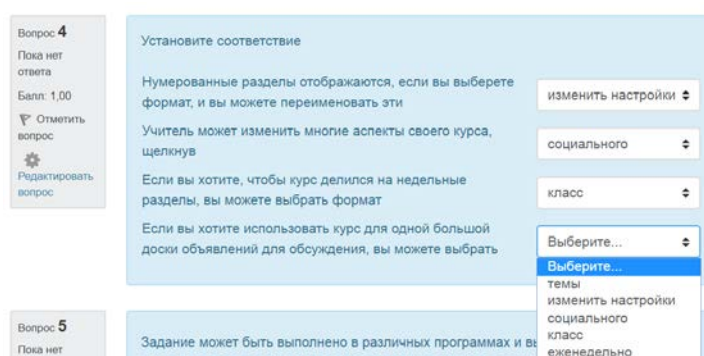 Вопрос 4
Пока нет
ответа
Балл: 1,00
Отметить
вопрос
Редактировать
вопрос
Установите соответствие
Нумерованные разделы отображаются, если вы выберете
формат, и вы можете переименовать эти
изменить настройки
Учитель может изменить многие аспекты своего курса,
щелкнув
социального
Если вы хотите, чтобы курс делился на недельные
разделы, вы можете выбрать формат
класс
Если вы хотите использовать курс для одной большой
доски объявлений для обсуждения, вы можете выбрать
Выберите...
Выберите...
темы
изменить настройки
социального
класс
еженедельно
Вопрос 5
Пока нет
Задание может быть выполнено в различных программах и